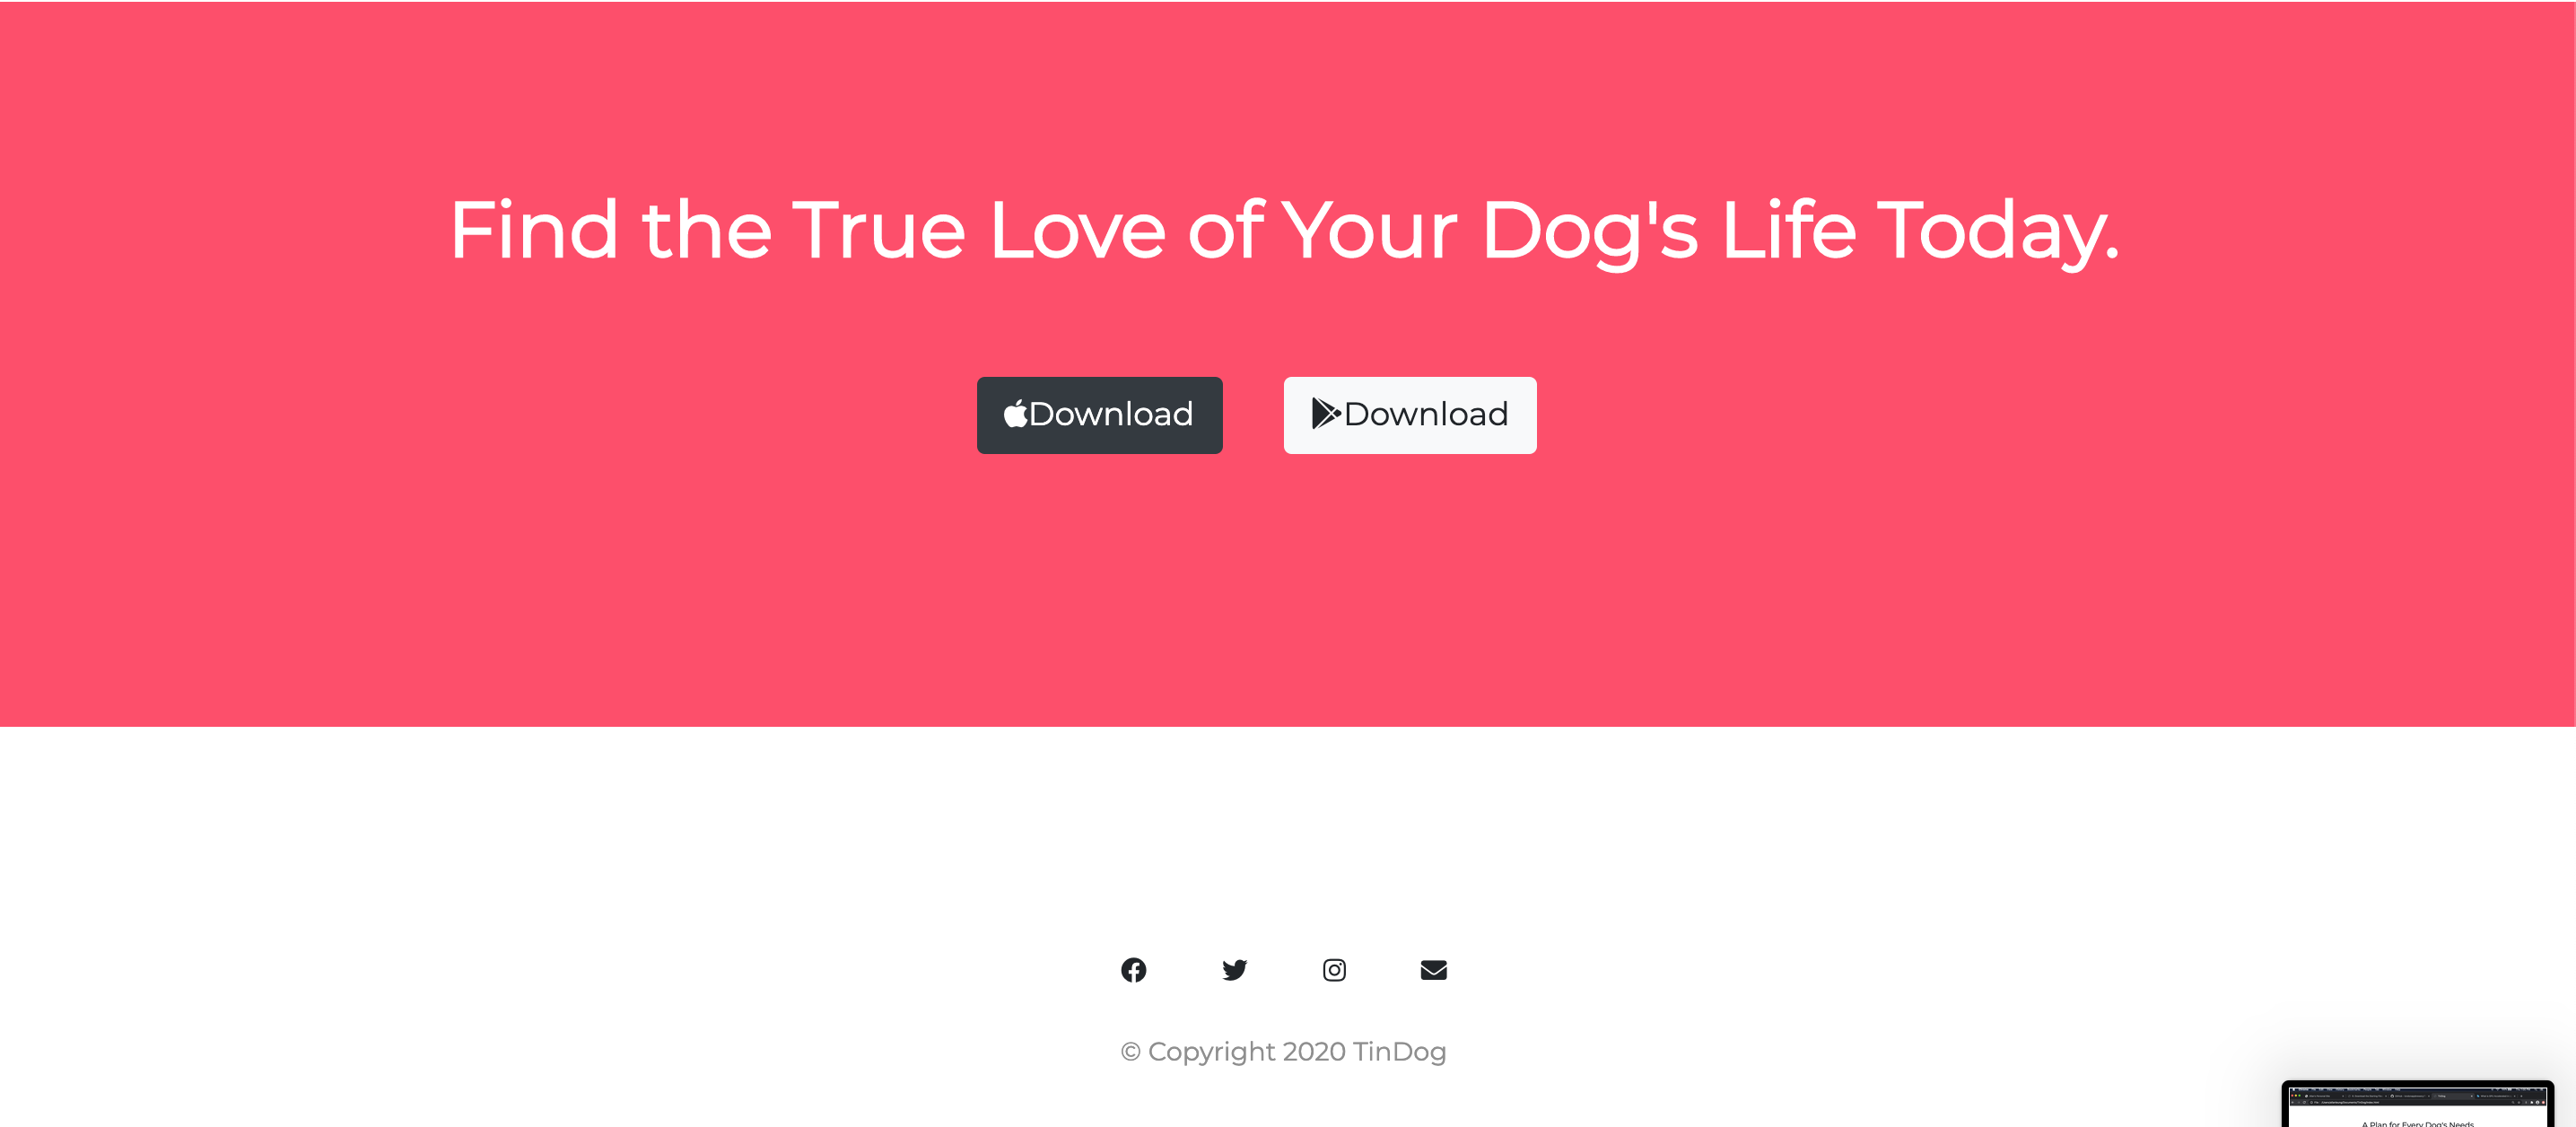 Find the True Love of Your Dog's Life Today.
Download Download
© Copyright 2020 TinDog
A Plan for Every Dog's Needs